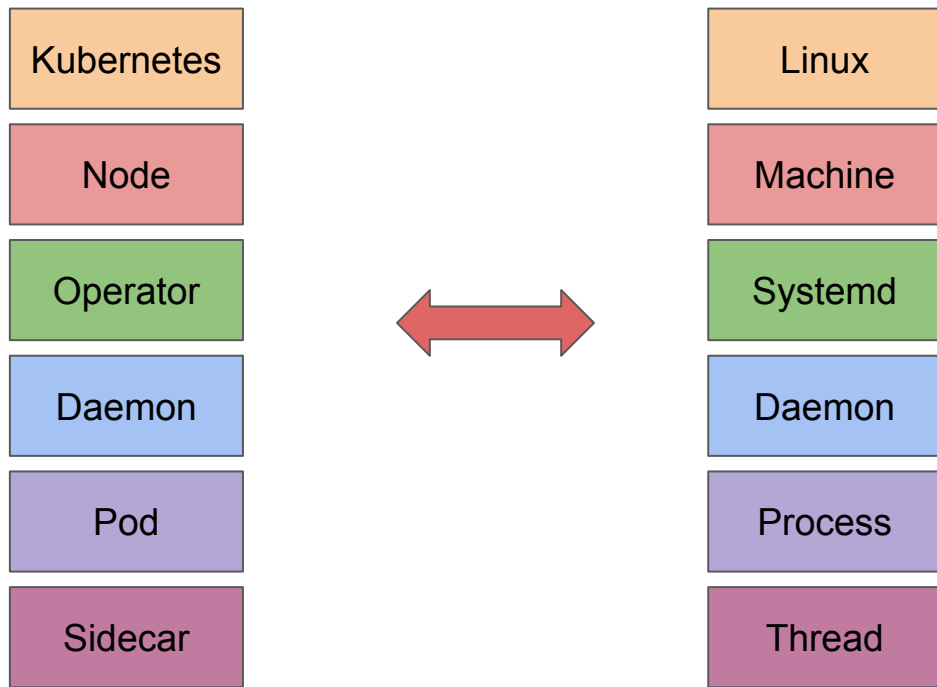 Kubernetes
Node
Operator
Daemon
Pod
Sidecar
Linux
Machine
Systemd
Daemon
Process
Thread